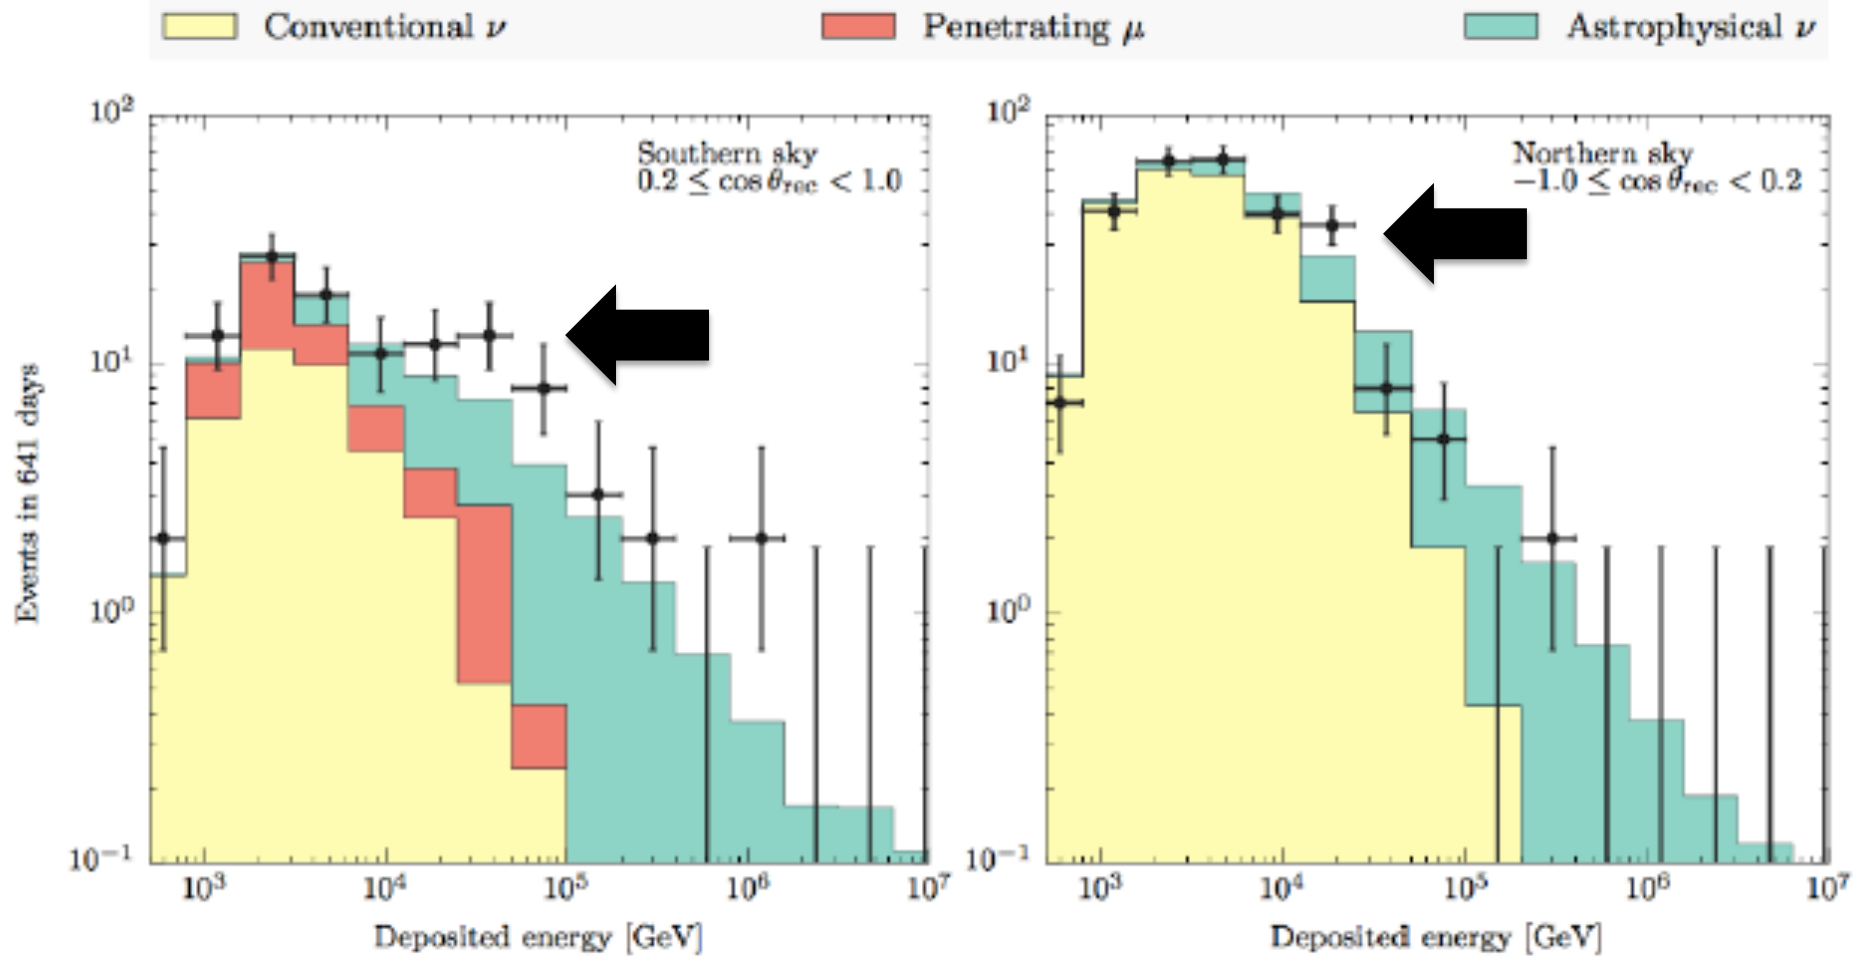 Conventional ν Penetrating μ Astrophysical ν
Events in 641 days
10²
10¹
10⁰
10⁻¹
Southern sky
0.2 ≤ cos θrec < 1.0
10³ 10⁴ 10⁵ 10⁶ 10⁷
Deposited energy [GeV]
10²
10¹
10⁰
10⁻¹
Northern sky
−1.0 ≤ cos θrec < 0.2
10³ 10⁴ 10⁵ 10⁶ 10⁷
Deposited energy [GeV]